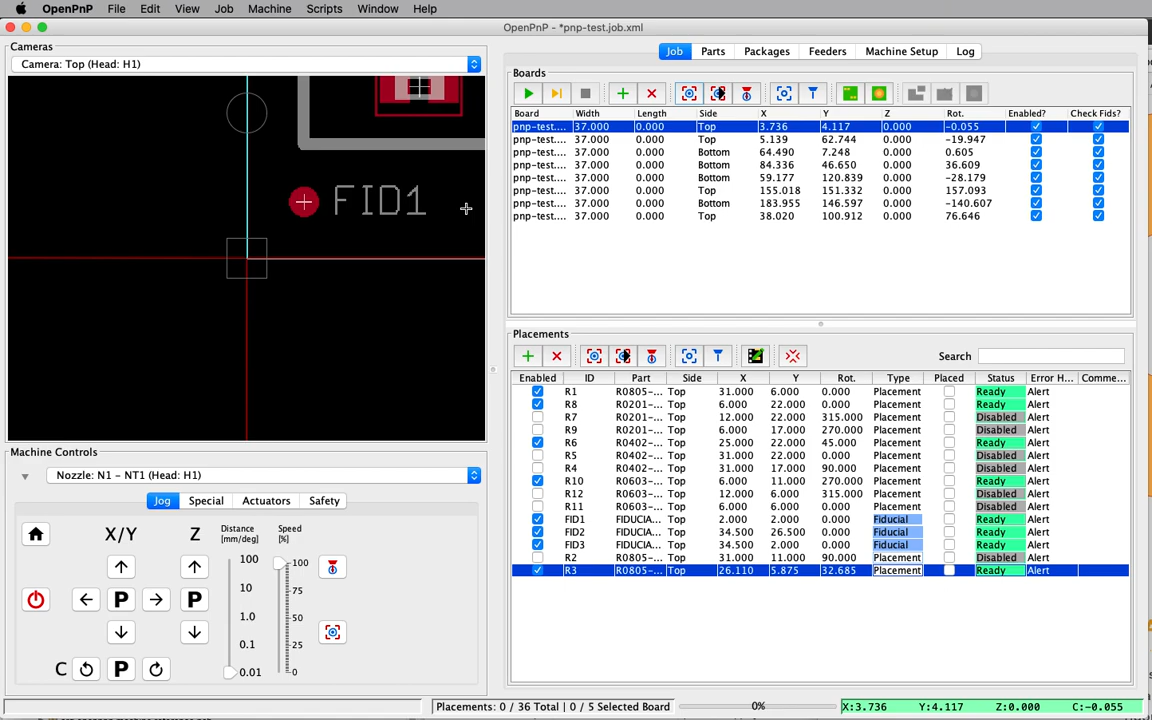 OpenPnP File Edit View Job Machine Scripts Window Help
OpenPnP - *pnp-test.job.xml
Cameras
Camera: Top (Head: H1)
FID1
Machine Controls
Nozzle: N1 - NT1 (Head: H1)
Jog Special Actuators Safety
X/Y Z Distance [mm/deg] Speed [%]
100 100
10 75
P P 1.0 50
0.1 25
C P 0.01 0
Job Parts Packages Feeders Machine Setup Log
Boards
Board Width Length Side X Y Z Rot. Enabled? Check Fids?
pnp-test.... 37.000 0.000 Top 3.736 4.117 0.000 -0.055
pnp-test.... 37.000 0.000 Top 5.139 62.744 0.000 -19.947
pnp-test.... 37.000 0.000 Bottom 64.490 7.248 0.000 0.605
pnp-test.... 37.000 0.000 Bottom 84.336 46.650 0.000 36.609
pnp-test.... 37.000 0.000 Bottom 59.177 120.839 0.000 -28.179
pnp-test.... 37.000 0.000 Top 155.018 151.332 0.000 157.093
pnp-test.... 37.000 0.000 Bottom 183.955 146.597 0.000 -140.607
pnp-test.... 37.000 0.000 Top 38.020 100.912 0.000 76.646
Placements
Search
Enabled ID Part Side X Y Rot. Type Placed Status Error H... Comme...
R1 R0805-... Top 31.000 6.000 0.000 Placement Ready Alert
R8 R0201-... Top 6.000 22.000 0.000 Placement Ready Alert
R7 R0201-... Top 12.000 22.000 315.000 Placement Disabled Alert
R9 R0201-... Top 6.000 17.000 270.000 Placement Disabled Alert
R6 R0402-... Top 25.000 22.000 45.000 Placement Ready Alert
R5 R0402-... Top 31.000 22.000 0.000 Placement Disabled Alert
R4 R0402-... Top 31.000 17.000 90.000 Placement Disabled Alert
R10 R0603-... Top 6.000 11.000 270.000 Placement Ready Alert
R12 R0603-... Top 12.000 6.000 315.000 Placement Disabled Alert
R11 R0603-... Top 6.000 6.000 0.000 Placement Disabled Alert
FID1 FIDUCIA... Top 2.000 2.000 0.000 Fiducial Ready Alert
FID2 FIDUCIA... Top 34.500 26.500 0.000 Fiducial Ready Alert
FID3 FIDUCIA... Top 34.500 2.000 0.000 Fiducial Ready Alert
R2 R0805-... Top 31.000 11.000 90.000 Placement Disabled Alert
R3 R0805-... Top 26.110 5.875 32.685 Placement Ready Alert
Placements: 0 / 36 Total | 0 / 5 Selected Board 0% X:3.736 Y:4.117 Z:0.000 C:-0.055